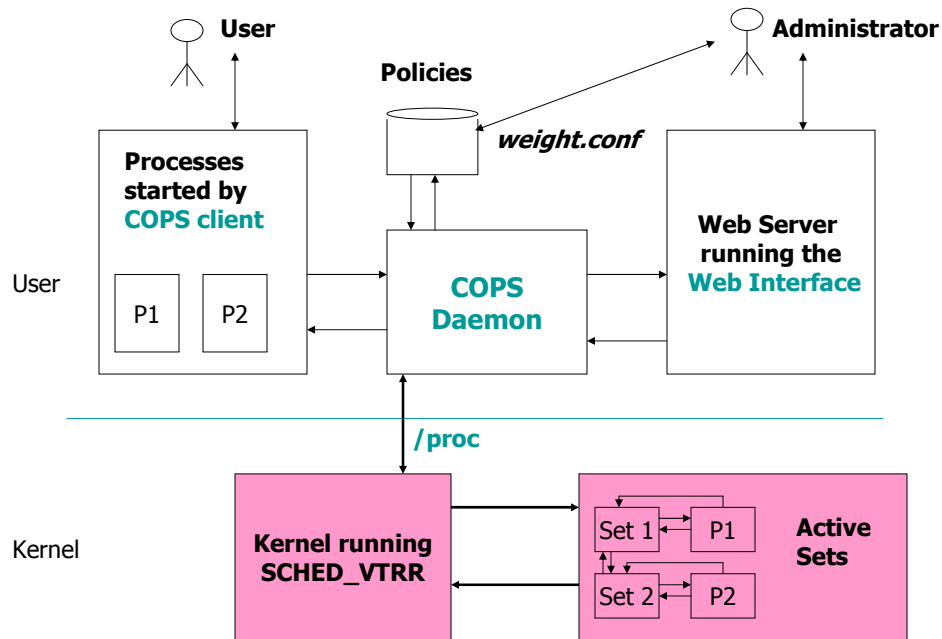 User
Administrator
Policies
weight.conf
Processes
started by
COPS client
P1
P2
COPS
Daemon
Web Server
running the
Web Interface
User
/proc
Kernel
Kernel running
SCHED_VTRR
Set 1
P1
Set 2
P2
Active
Sets